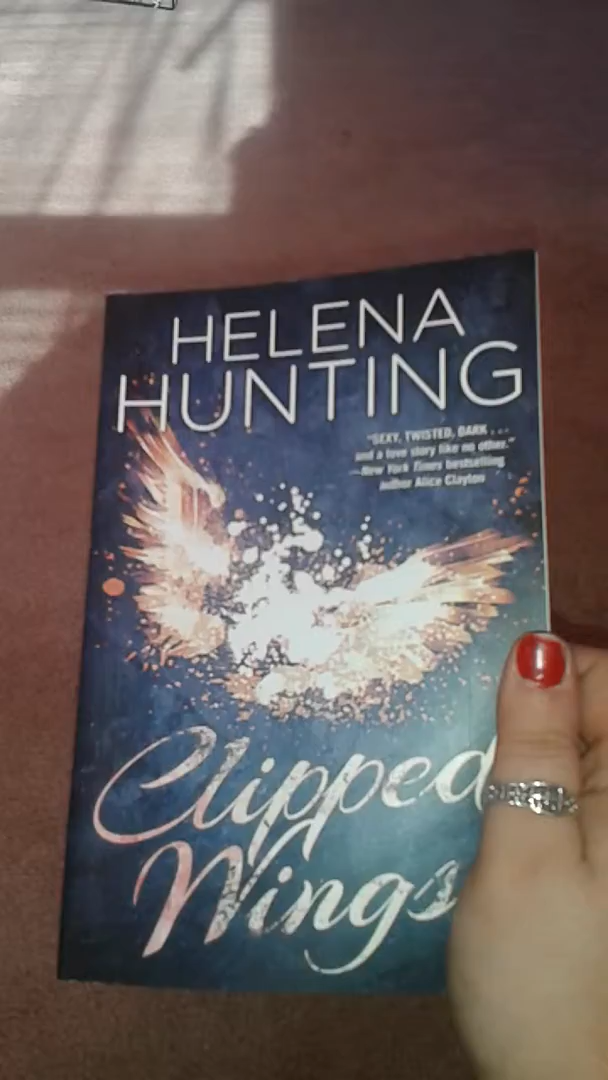 HELENA
HUNTING
"SEXY, TWISTED, DARK . . .
and a love story like no other."
—New York Times bestselling
author Alice Clayton
Clipped
Wings